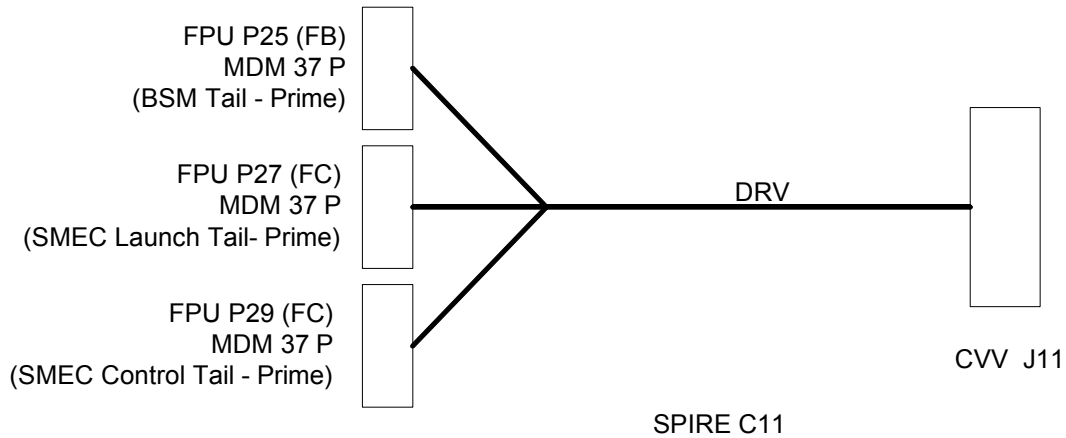 FPU P25 (FB)
MDM 37 P
(BSM Tail - Prime)
FPU P27 (FC)
MDM 37 P
(SMEC Launch Tail- Prime)
DRV
FPU P29 (FC)
MDM 37 P
(SMEC Control Tail - Prime)
CVV J11
SPIRE C11